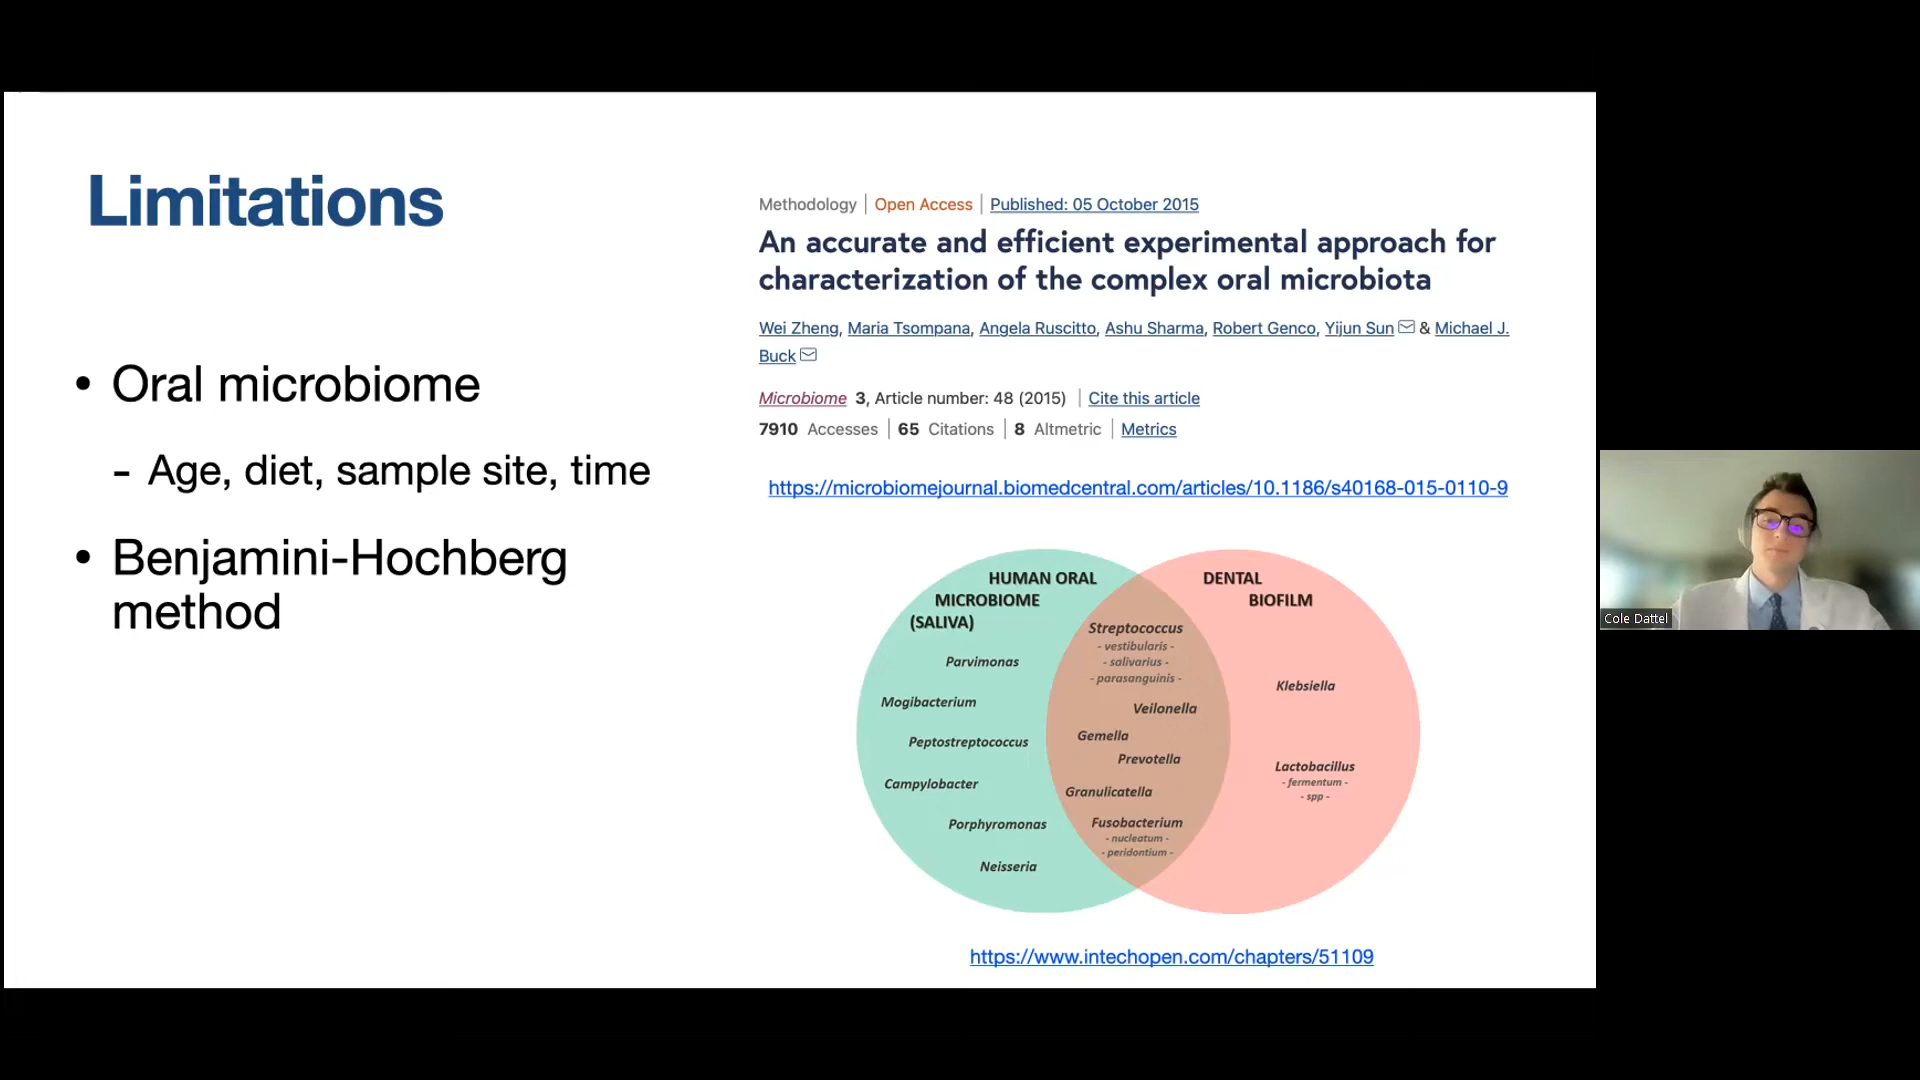 Limitations
• Oral microbiome
- Age, diet, sample site, time
• Benjamini-Hochberg
method
Methodology | Open Access | Published: 05 October 2015
An accurate and efficient experimental approach for
characterization of the complex oral microbiota
Wei Zheng, Maria Tsompana, Angela Ruscitto, Ashu Sharma, Robert Genco, Yijun Sun & Michael J.
Buck
Microbiome 3, Article number: 48 (2015) | Cite this article
7910 Accesses | 65 Citations | 8 Altmetric | Metrics
https://microbiomejournal.biomedcentral.com/articles/10.1186/s40168-015-0110-9
HUMAN ORAL
MICROBIOME
(SALIVA)
Parvimonas
Mogibacterium
Peptostreptococcus
Campylobacter
Porphyromonas
Neisseria
Streptococcus
- vestibularis -
- salivarius -
- parasanguinis -
Veilonella
Gemella
Prevotella
Granulicatella
Fusobacterium
- nucleatum -
- peridontium -
DENTAL
BIOFILM
Klebsiella
Lactobacillus
- fermentum -
- spp -
https://www.intechopen.com/chapters/51109
Cole Dattel